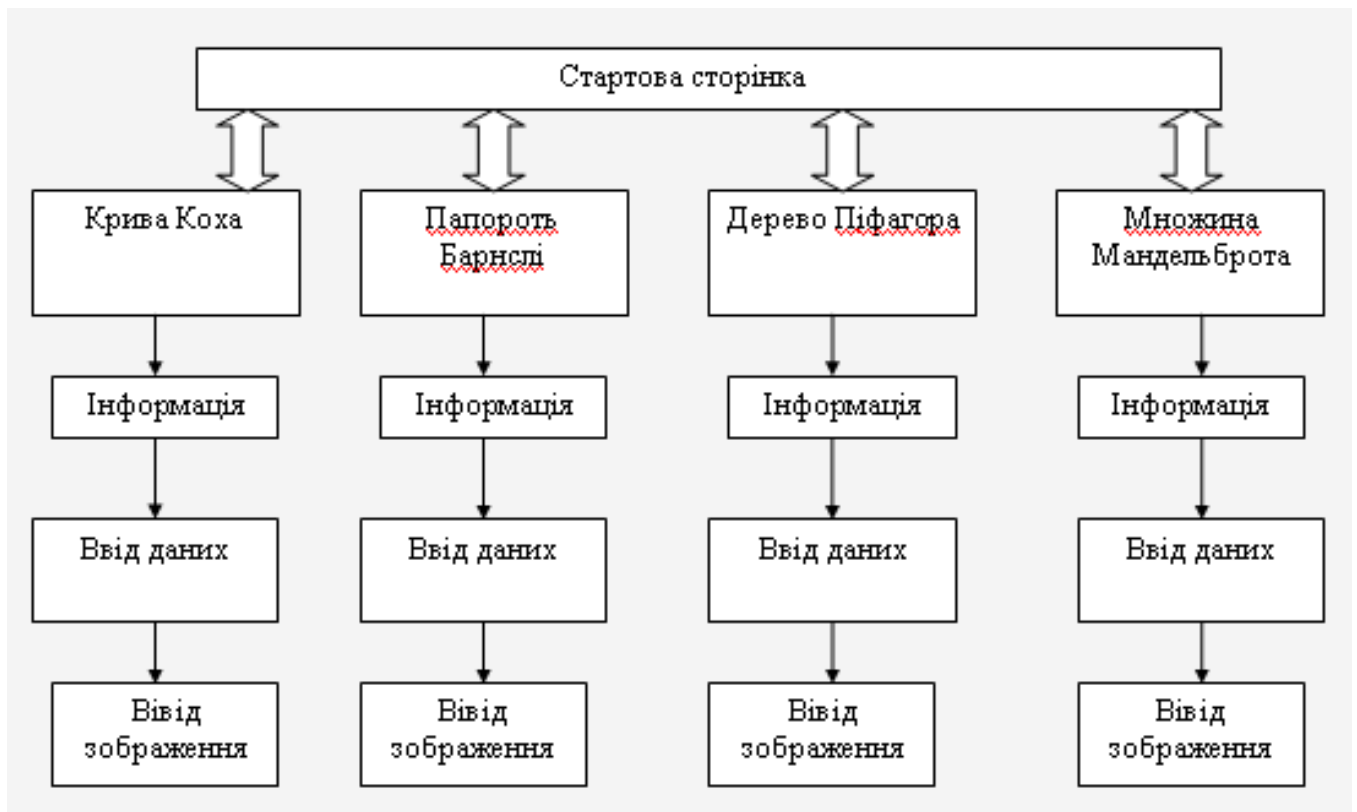 Стартова сторінка
Крива Коха
Папороть
Барнслі
Дерево Піфагора
Множина
Мандельброта
Інформація
Інформація
Інформація
Інформація
Ввід даних
Ввід даних
Ввід даних
Ввід даних
Вівід
зображення
Вівід
зображення
Вівід
зображення
Вівід
зображення